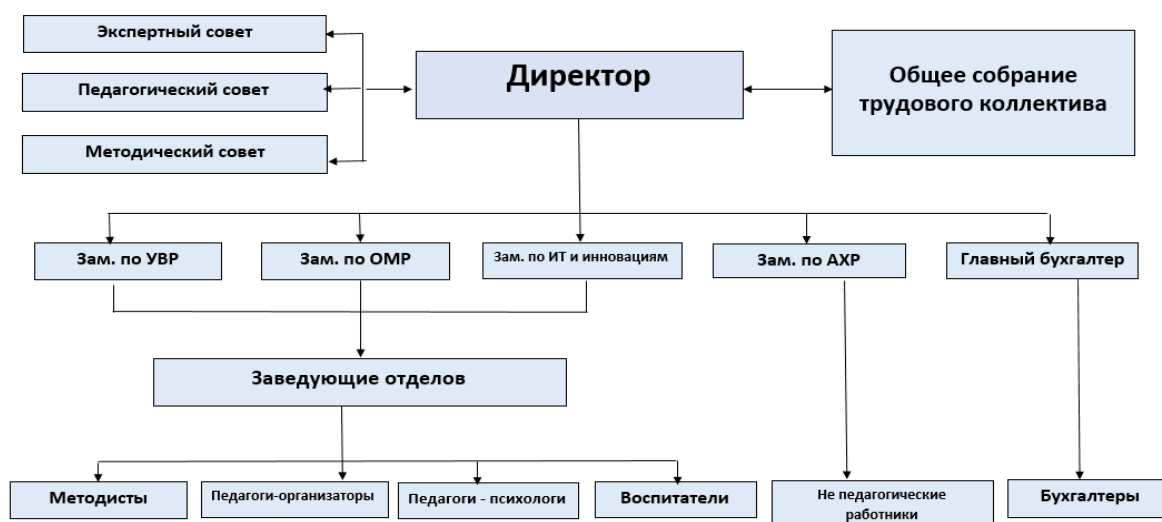 Экспертный совет
Педагогический совет
Методический совет
Директор
Общее собрание
трудового коллектива
Зам. по УВР
Зам. по ОМР
Зам. по ИТ и инновациям
Зам. по АХР
Главный бухгалтер
Заведующие отделов
Методисты
Педагоги-организаторы
Педагоги - психологи
Воспитатели
Не педагогические
работники
Бухгалтеры